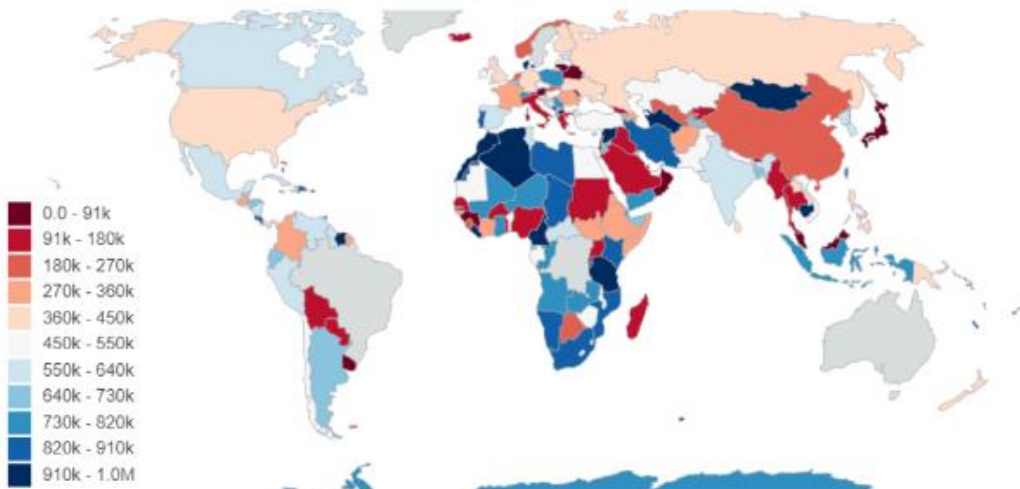 0.0 - 91k
91k - 180k
180k - 270k
270k - 360k
360k - 450k
450k - 550k
550k - 640k
640k - 730k
730k - 820k
820k - 910k
910k - 1.0M